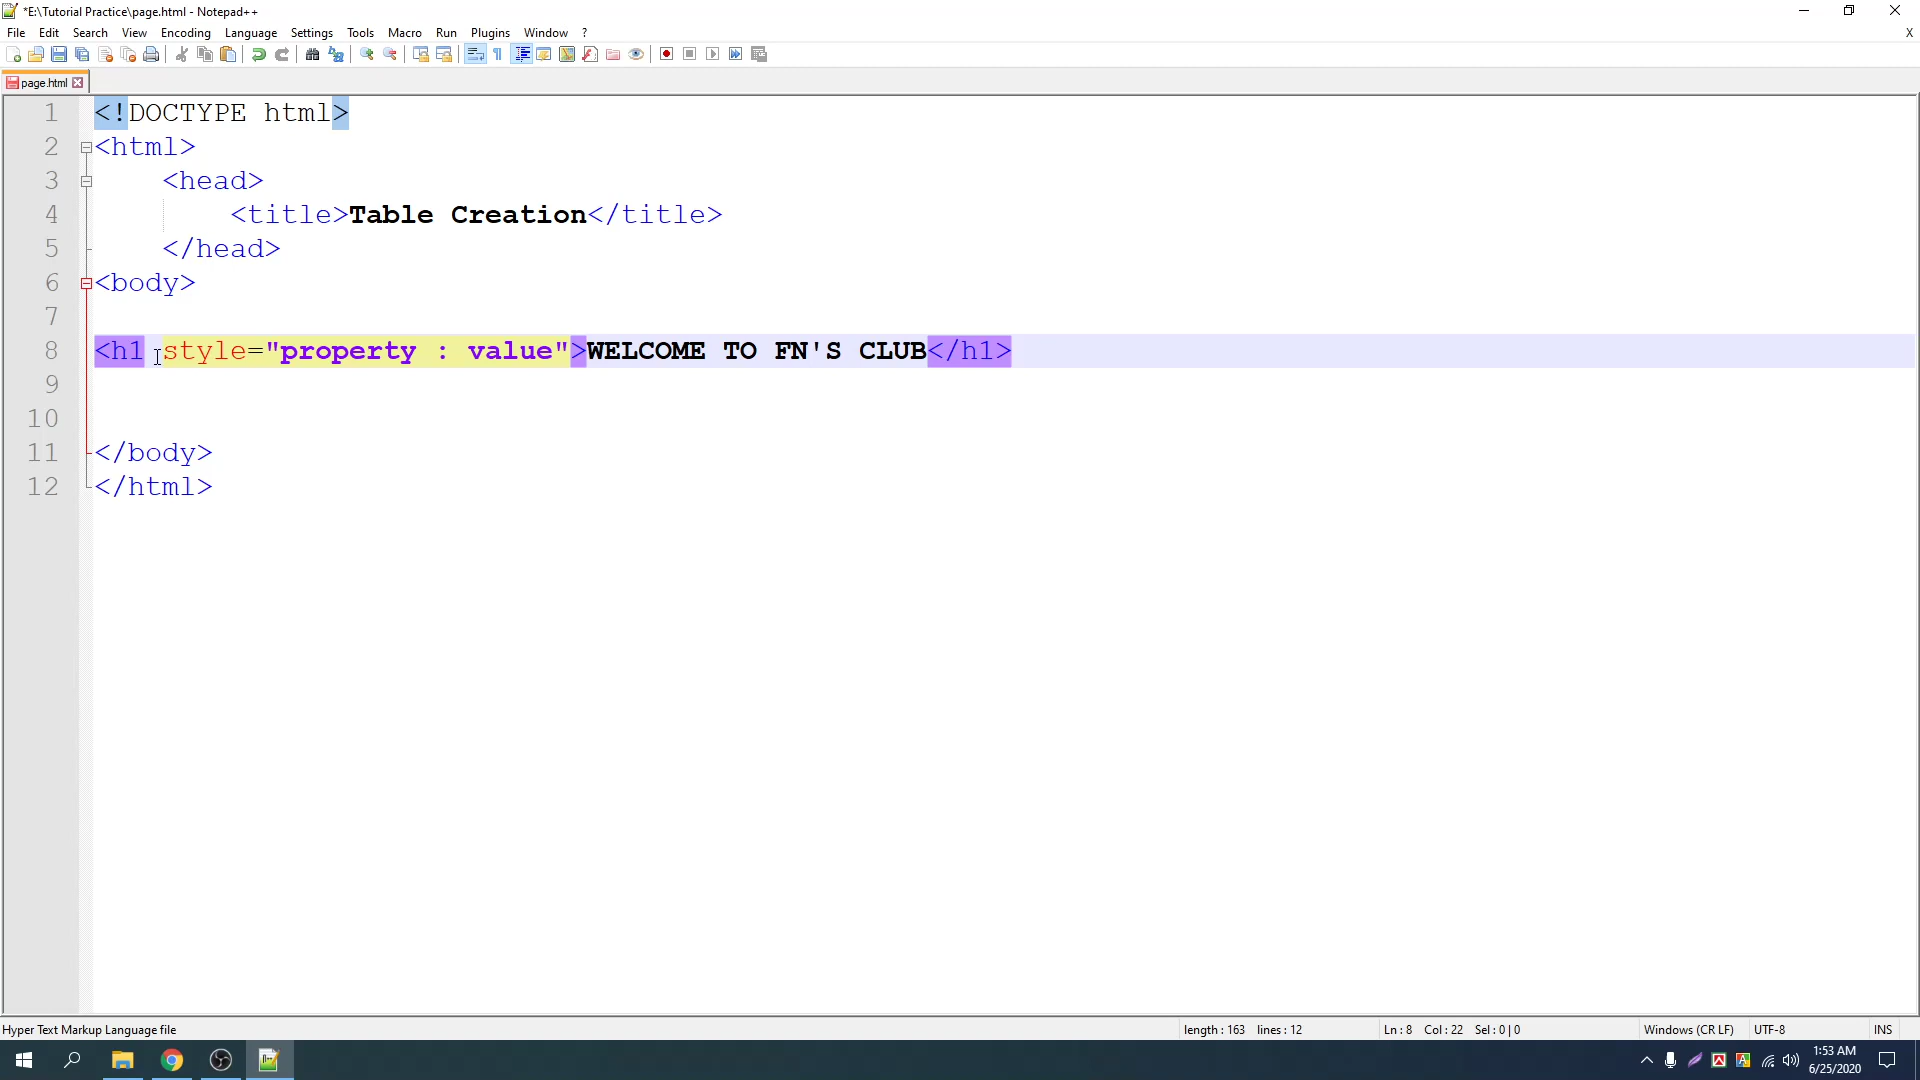 *E:\Tutorial Practice\page.html - Notepad++
File Edit Search View Encoding Language Settings Tools Macro Run Plugins Window ? X
page.html
1 <!DOCTYPE html>
2 <html>
3 <head>
4 <title>Table Creation</title>
5 </head>
6 <body>
7
8 <h1 style="property : value">WELCOME TO FN'S CLUB</h1>
9
10
11 </body>
12 </html>
Hyper Text Markup Language file length : 163 lines : 12 Ln : 8 Col : 22 Sel : 0 | 0 Windows (CR LF) UTF-8 INS
1:53 AM
6/25/2020